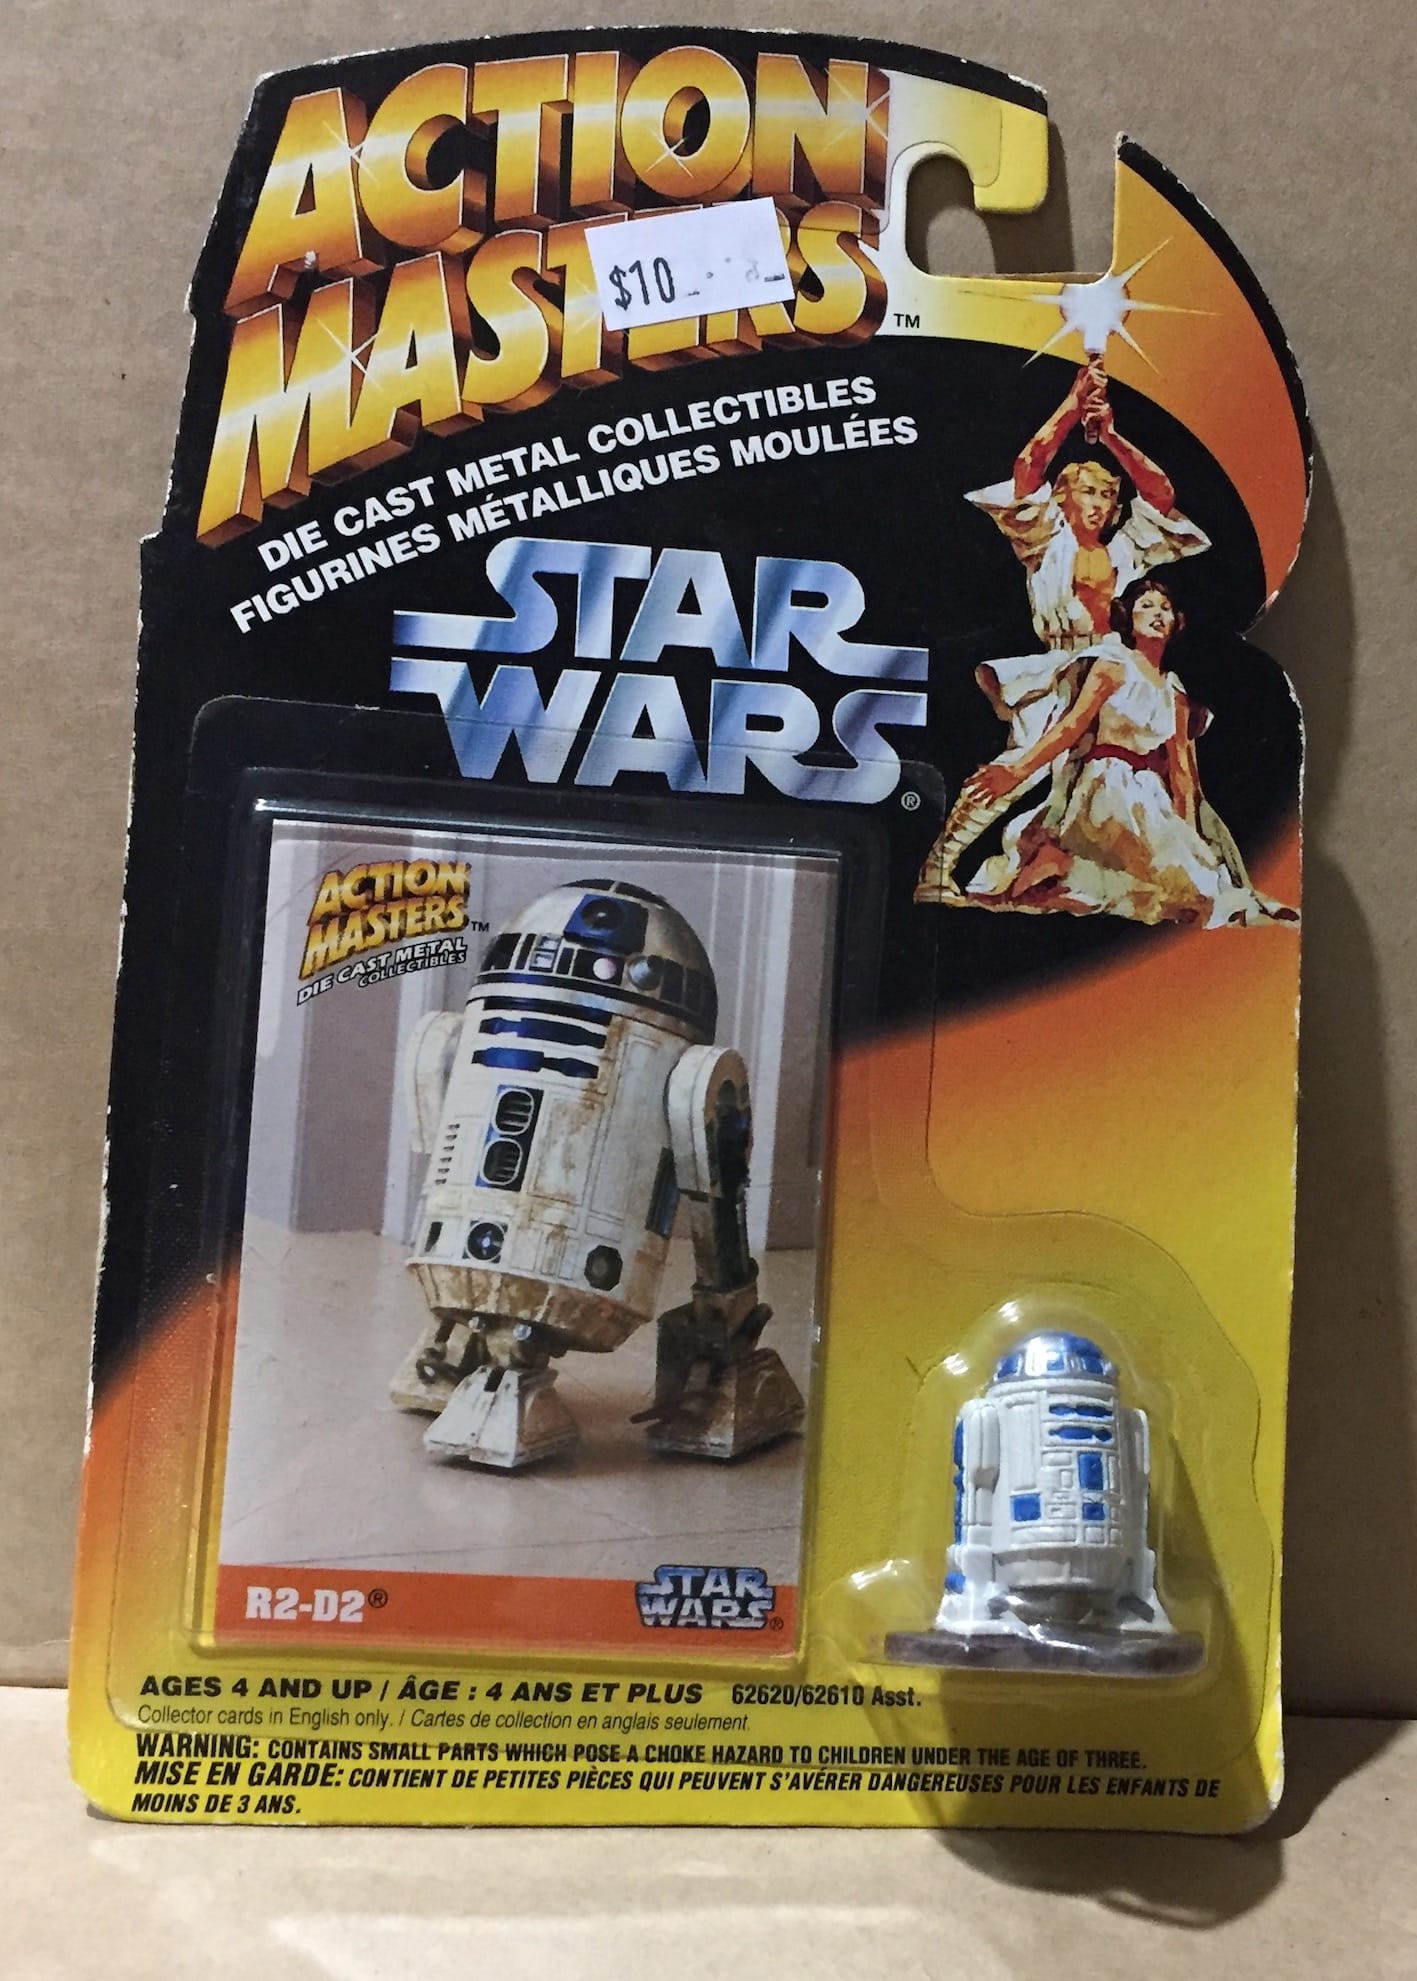 ACTION
MASTERS
TM
$10
DIE CAST METAL COLLECTIBLES
FIGURINES MÉTALLIQUES MOULÉES
STAR
WARS
®
ACTION
MASTERS
TM
DIE CAST METAL
COLLECTIBLES
R2-D2®
STAR
WARS
®
AGES 4 AND UP / ÂGE : 4 ANS ET PLUS 62620/62610 Asst.
Collector cards in English only. / Cartes de collection en anglais seulement.
WARNING: CONTAINS SMALL PARTS WHICH POSE A CHOKE HAZARD TO CHILDREN UNDER THE AGE OF THREE.
MISE EN GARDE: CONTIENT DE PETITES PIÈCES QUI PEUVENT S'AVÉRER DANGEREUSES POUR LES ENFANTS DE
MOINS DE 3 ANS.